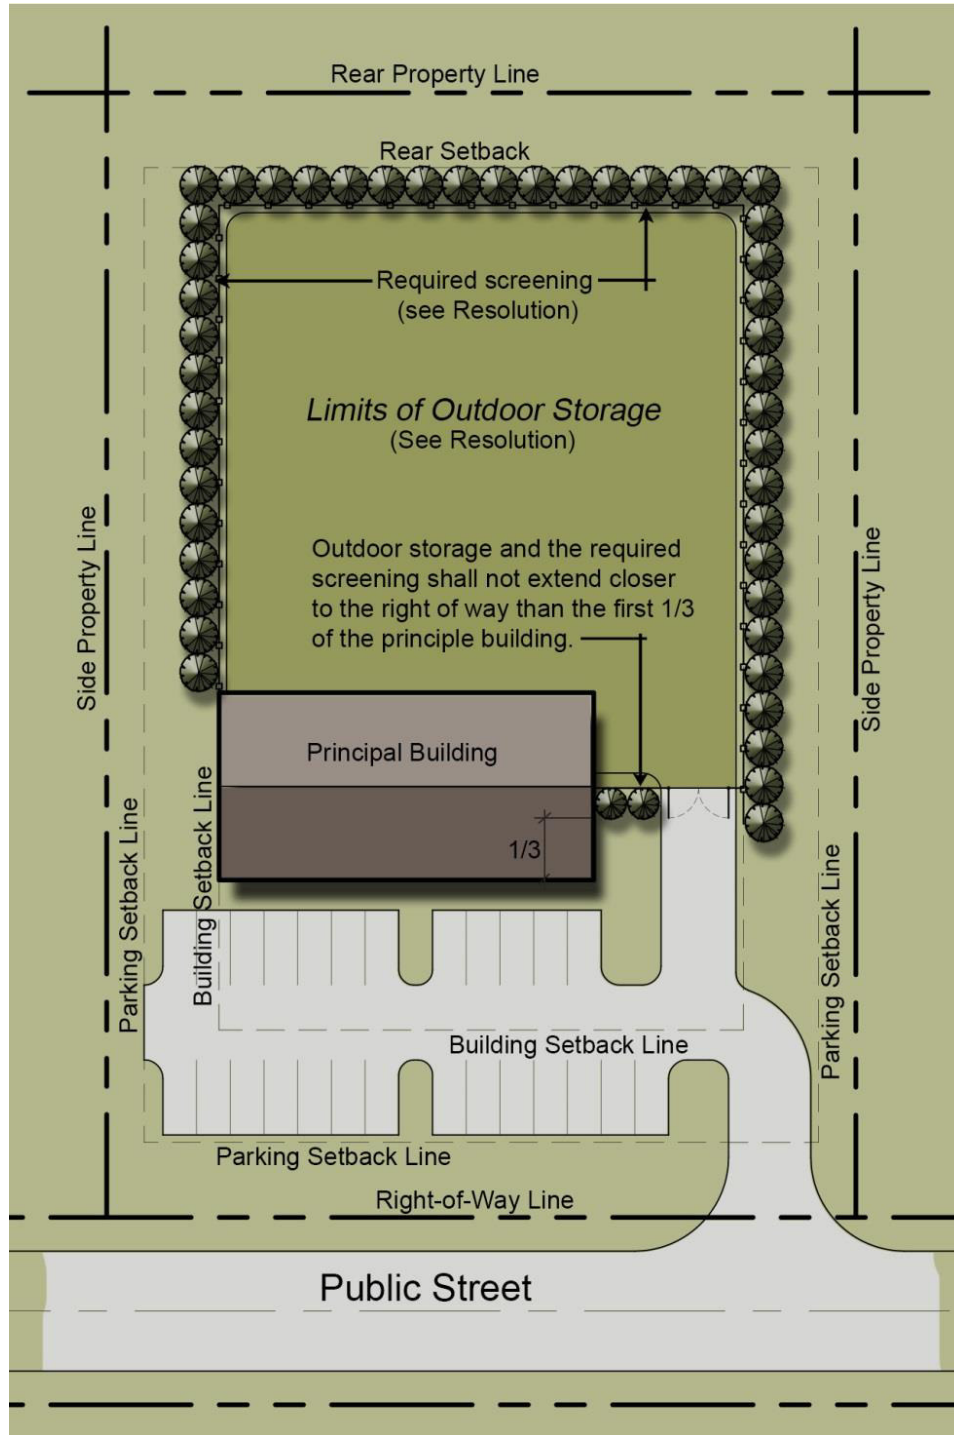 Rear Property Line
Rear Setback
Required screening
(see Resolution)
Limits of Outdoor Storage
(See Resolution)
Outdoor storage and the required
screening shall not extend closer
to the right of way than the first 1/3
of the principle building.
Side Property Line
Side Property Line
Principal Building
1/3
Parking Setback Line
Building Setback Line
Parking Setback Line
Building Setback Line
Parking Setback Line
Right-of-Way Line
Public Street